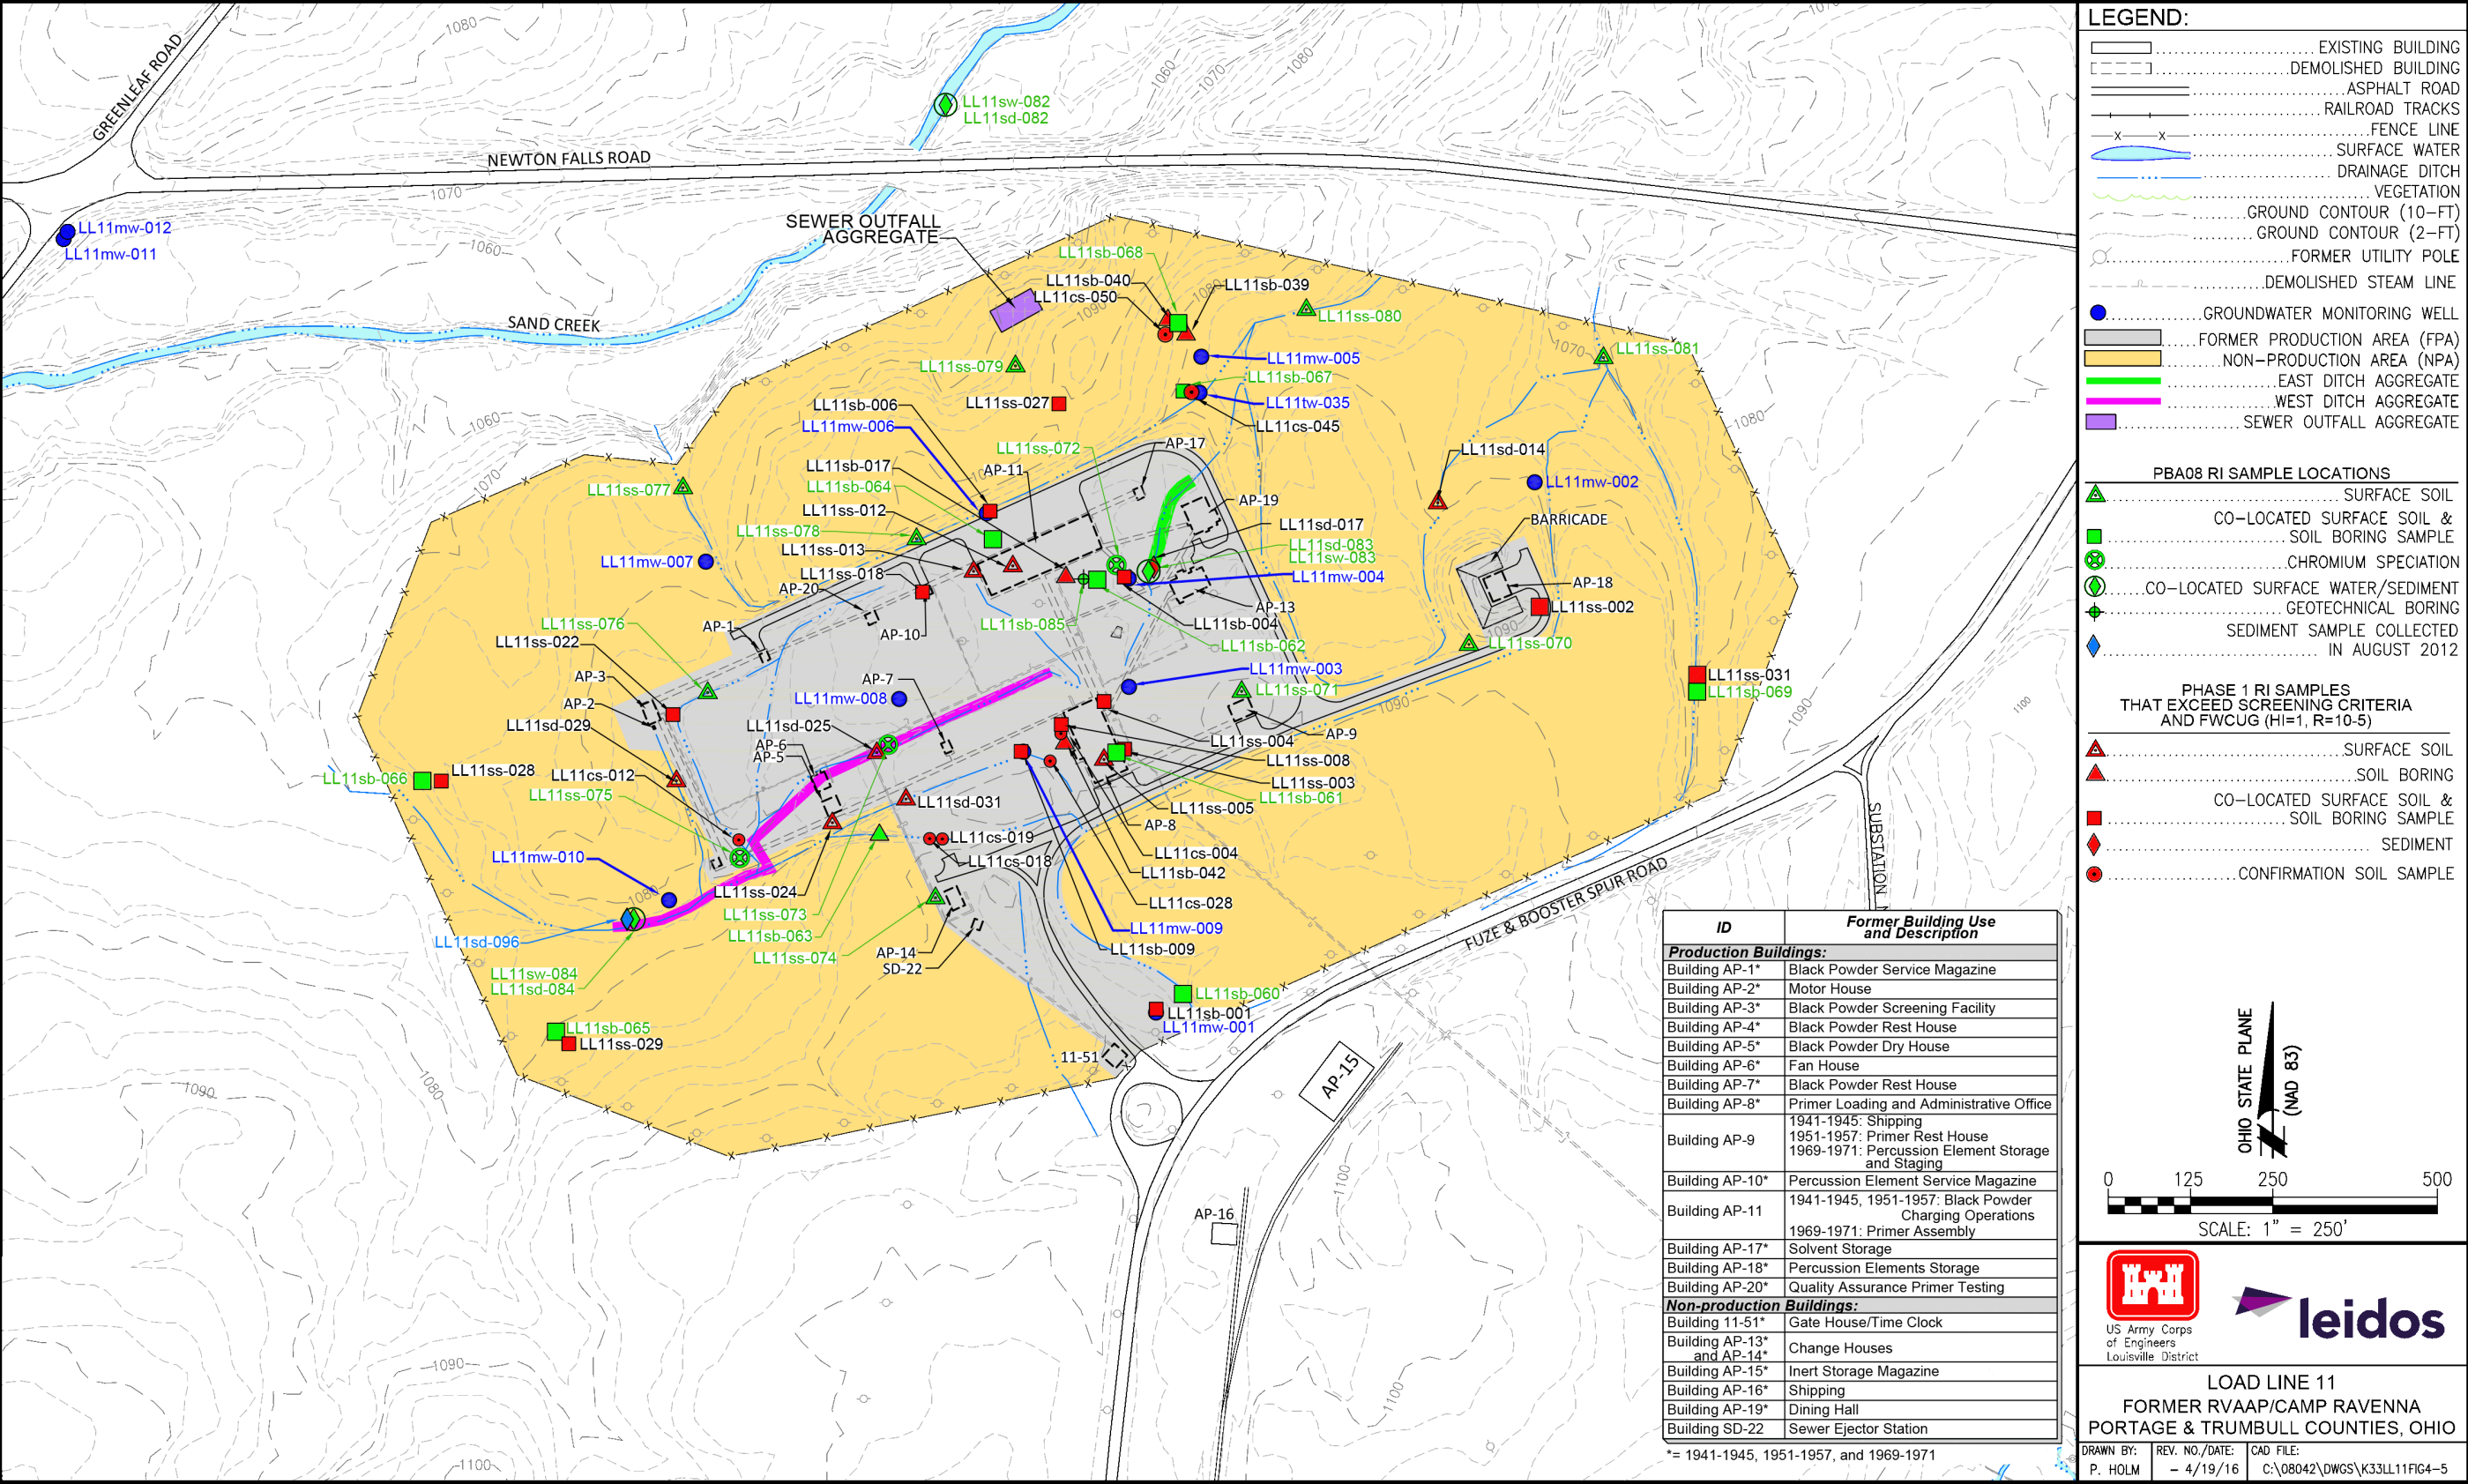 1080
1070
GREENLEAF ROAD
1060
1070
1080
LL11sw-082
LL11sd-082
NEWTON FALLS ROAD
1070
LL11mw-012
LL11mw-011
1060
SEWER OUTFALL
AGGREGATE
LL11sb-068
LL11sb-040
LL11sb-039
LL11cs-050
1090
LL11ss-080
SAND CREEK
LL11ss-081
1070
LL11mw-005
LL11ss-079
LL11sb-067
LL11ss-027
LL11tw-035
LL11sb-006
LL11mw-006
LL11cs-045
1060
1080
LL11ss-072
AP-17
LL11sd-014
LL11sb-017
AP-11
LL11sb-064
1070
LL11mw-002
LL11ss-077
AP-19
LL11ss-012
BARRICADE
LL11sd-017
LL11ss-078
LL11sd-083
LL11ss-013
LL11sw-083
LL11mw-007
LL11ss-018
LL11mw-004
AP-20
AP-18
AP-13
LL11ss-002
LL11ss-076
AP-1
LL11sb-085
LL11sb-004
AP-10
1090
LL11ss-022
LL11sb-062
LL11ss-070
LL11mw-003
AP-3
AP-7
LL11ss-031
LL11mw-008
LL11ss-071
LL11sb-069
AP-2
1090
1090
1100
LL11sd-029
LL11sd-025
AP-9
LL11ss-004
AP-6
AP-5
LL11ss-008
LL11sb-066
LL11ss-028
LL11cs-012
LL11ss-003
LL11ss-075
LL11sb-061
LL11sd-031
LL11ss-005
AP-8
LL11cs-019
LL11cs-004
LL11mw-010
LL11cs-018
LL11sb-042
1080
LL11ss-024
LL11cs-028
LL11ss-073
LL11mw-009
LL11sb-063
LL11sd-096
LL11sb-009
AP-14
LL11ss-074
SD-22
LL11sw-084
LL11sd-084
LL11sb-060
LL11sb-001
LL11mw-001
LL11sb-065
LL11ss-029
11-51
1090
1080
FUZE & BOOSTER SPUR ROAD
SUBSTATION
AP-15
1100
AP-16
1090
1100
1100
ID Former Building Use and Description
Production Buildings:
Building AP-1* Black Powder Service Magazine
Building AP-2* Motor House
Building AP-3* Black Powder Screening Facility
Building AP-4* Black Powder Rest House
Building AP-5* Black Powder Dry House
Building AP-6* Fan House
Building AP-7* Black Powder Rest House
Building AP-8* Primer Loading and Administrative Office
Building AP-9 1941-1945: Shipping
1951-1957: Primer Rest House
1969-1971: Percussion Element Storage
and Staging
Building AP-10* Percussion Element Service Magazine
Building AP-11 1941-1945, 1951-1957: Black Powder
Charging Operations
1969-1971: Primer Assembly
Building AP-17* Solvent Storage
Building AP-18* Percussion Elements Storage
Building AP-20* Quality Assurance Primer Testing
Non-production Buildings:
Building 11-51* Gate House/Time Clock
Building AP-13*
and AP-14* Change Houses
Building AP-15* Inert Storage Magazine
Building AP-16* Shipping
Building AP-19* Dining Hall
Building SD-22 Sewer Ejector Station
*= 1941-1945, 1951-1957, and 1969-1971
LEGEND:
EXISTING BUILDING
DEMOLISHED BUILDING
ASPHALT ROAD
RAILROAD TRACKS
FENCE LINE
SURFACE WATER
DRAINAGE DITCH
VEGETATION
GROUND CONTOUR (10-FT)
GROUND CONTOUR (2-FT)
FORMER UTILITY POLE
DEMOLISHED STEAM LINE
GROUNDWATER MONITORING WELL
FORMER PRODUCTION AREA (FPA)
NON-PRODUCTION AREA (NPA)
EAST DITCH AGGREGATE
WEST DITCH AGGREGATE
SEWER OUTFALL AGGREGATE
PBA08 RI SAMPLE LOCATIONS
SURFACE SOIL
CO-LOCATED SURFACE SOIL &
SOIL BORING SAMPLE
CHROMIUM SPECIATION
CO-LOCATED SURFACE WATER/SEDIMENT
GEOTECHNICAL BORING
SEDIMENT SAMPLE COLLECTED
IN AUGUST 2012
PHASE 1 RI SAMPLES
THAT EXCEED SCREENING CRITERIA
AND FWCUG (HI=1, R=10-5)
SURFACE SOIL
SOIL BORING
CO-LOCATED SURFACE SOIL &
SOIL BORING SAMPLE
SEDIMENT
CONFIRMATION SOIL SAMPLE
OHIO STATE PLANE
(NAD 83)
0 125 250 500
SCALE: 1" = 250'
US Army Corps
of Engineers
Louisville District
leidos
LOAD LINE 11
FORMER RVAAP/CAMP RAVENNA
PORTAGE & TRUMBULL COUNTIES, OHIO
DRAWN BY: REV. NO./DATE: CAD FILE:
P. HOLM - 4/19/16 C:\08042\DWGS\K33LL11FIG4-5